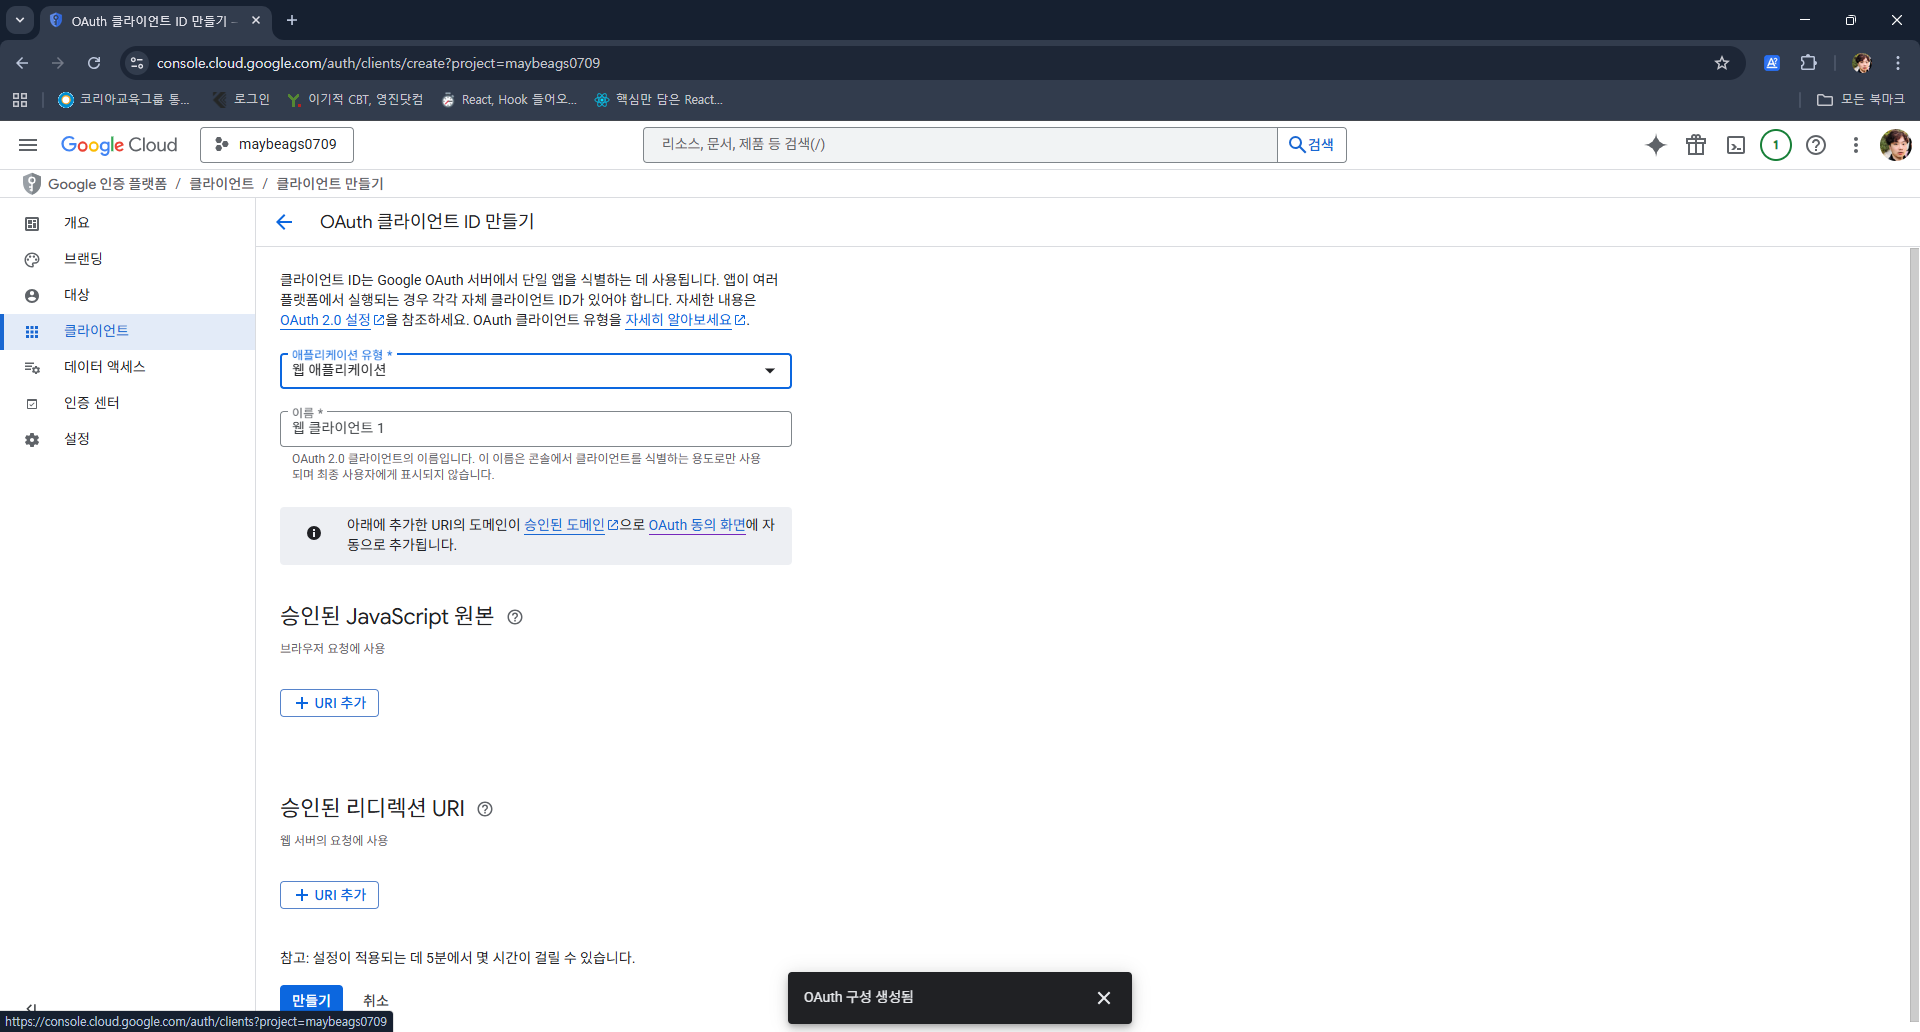 OAuth 클라이언트 ID 만들기 –
console.cloud.google.com/auth/clients/create?project=maybeags0709
코리아교육그룹 통...
로그인
이기적 CBT, 영진닷컴
React, Hook 들어오...
핵심만 담은 React...
모든 북마크
Google Cloud
maybeags0709
리소스, 문서, 제품 등 검색(/)
검색
1
Google 인증 플랫폼 / 클라이언트 / 클라이언트 만들기
개요
브랜딩
대상
클라이언트
데이터 액세스
인증 센터
설정
OAuth 클라이언트 ID 만들기
클라이언트 ID는 Google OAuth 서버에서 단일 앱을 식별하는 데 사용됩니다. 앱이 여러
플랫폼에서 실행되는 경우 각각 자체 클라이언트 ID가 있어야 합니다. 자세한 내용은
OAuth 2.0 설정을 참조하세요. OAuth 클라이언트 유형을 자세히 알아보세요.
애플리케이션 유형 *
웹 애플리케이션
이름 *
웹 클라이언트 1
OAuth 2.0 클라이언트의 이름입니다. 이 이름은 콘솔에서 클라이언트를 식별하는 용도로만 사용
되며 최종 사용자에게 표시되지 않습니다.
아래에 추가한 URI의 도메인이 승인된 도메인으로 OAuth 동의 화면에 자
동으로 추가됩니다.
승인된 JavaScript 원본
브라우저 요청에 사용
+ URI 추가
승인된 리디렉션 URI
웹 서버의 요청에 사용
+ URI 추가
참고: 설정이 적용되는 데 5분에서 몇 시간이 걸릴 수 있습니다.
만들기
취소
OAuth 구성 생성됨
https://console.cloud.google.com/auth/clients?project=maybeags0709